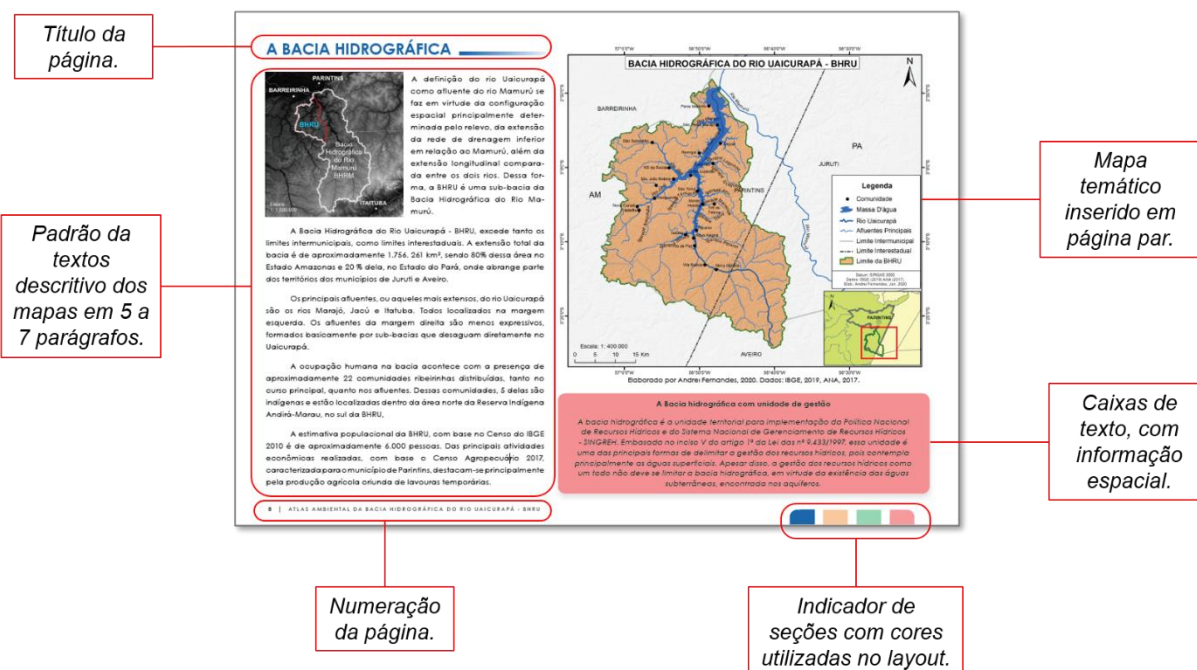 Título da
página.
Padrão da
textos
descritivo dos
mapas em 5 a
7 parágrafos.
A BACIA HIDROGRÁFICA
PARINTINS
BARREIRINHA
BHRU
Bacia
Hidrográfica
do Rio
Mamurú
BHRM
ITAITUBA
A definição do rio Uaicurapá
como afluente do rio Mamurú se
faz em virtude da configuração
espacial principalmente deter-
minada pelo relevo, da extensão
da rede de drenagem inferior
em relação ao Mamurú, além da
extensão longitudinal compara-
da entre os dois rios. Dessa for-
ma, a BHRU é uma sub-bacia da
Bacia Hidrográfica do Rio Ma-
murú.
A Bacia Hidrográfica do Rio Uaicurapá - BHRU, excede tanto os
limites intermunicipais, como limites interestaduais. A extensão total da
bacia é de aproximadamente 1.756, 261 km², sendo 80% dessa área no
Estado Amazonas e 20 % dela, no Estado do Pará, onde abrange parte
dos territórios dos municípios de Juruti e Aveiro.
Os principais afluentes, ou aqueles mais extensos, do rio Uaicurapá
são os rios Marajó, Jacú e Itatuba. Todos localizados na margem
esquerda. Os afluentes da margem direita são menos expressivos,
formados basicamente por sub-bacias que desaguam diretamente no
Uaicurapá.
A ocupação humana na bacia acontece com a presença de
aproximadamente 22 comunidades ribeirinhas distribuídas, tanto no
curso principal, quanto nos afluentes. Dessas comunidades, 5 delas são
indígenas e estão localizadas dentro da área norte da Reserva Indígena
Andirá-Marau, no sul da BHRU.
A estimativa populacional da BHRU, com base no Censo do IBGE
2010 é de aproximadamente 6.000 pessoas. Das principais atividades
econômicas realizadas, com base o Censo Agropecuário 2017,
caracterizada para o município de Parintins, destacam-se principalmente
pela produção agrícola oriunda de lavouras temporárias.
8 | ATLAS AMBIENTAL DA BACIA HIDROGRÁFICA DO RIO UAICURAPÁ - BHRU
BACIA HIDROGRÁFICA DO RIO UAICURAPÁ - BHRU
N
BARREIRINHA
PA
JURUTI
AM
PARINTINS
AVEIRO
Legenda
Comunidade
Massa D'água
Rio Uaicurapá
Afluentes Principais
Limite Intermunicipal
Limite Interestadual
Limite da BHRU
Escala: 1: 400.000
0 5 10 15 Km
PARINTINS
Elaborado por Andrei Fernandes, 2020. Dados: IBGE, 2019, ANA, 2017.
A Bacia hidrográfica com unidade de gestão
A bacia hidrográfica é a unidade territorial para implementação da Política Nacional
de Recursos Hídricos e do Sistema Nacional de Gerenciamento de Recursos Hídricos
- SINGREH. Embasada no inciso V do artigo 1ª da Lei das nº 9.433/1997, essa unidade é
uma das principais formas de delimitar a gestão dos recursos hídricos, pois contempla
principalmente as águas superficiais. Apesar disso, a gestão dos recursos hídricos como
um todo não deve se limitar a bacia hidrográfica, em virtude da existência das águas
subterrâneas, encontrada nos aquíferos.
Mapa
temático
inserido em
página par.
Caixas de
texto, com
informação
espacial.
Numeração
da página.
Indicador de
seções com cores
utilizadas no layout.